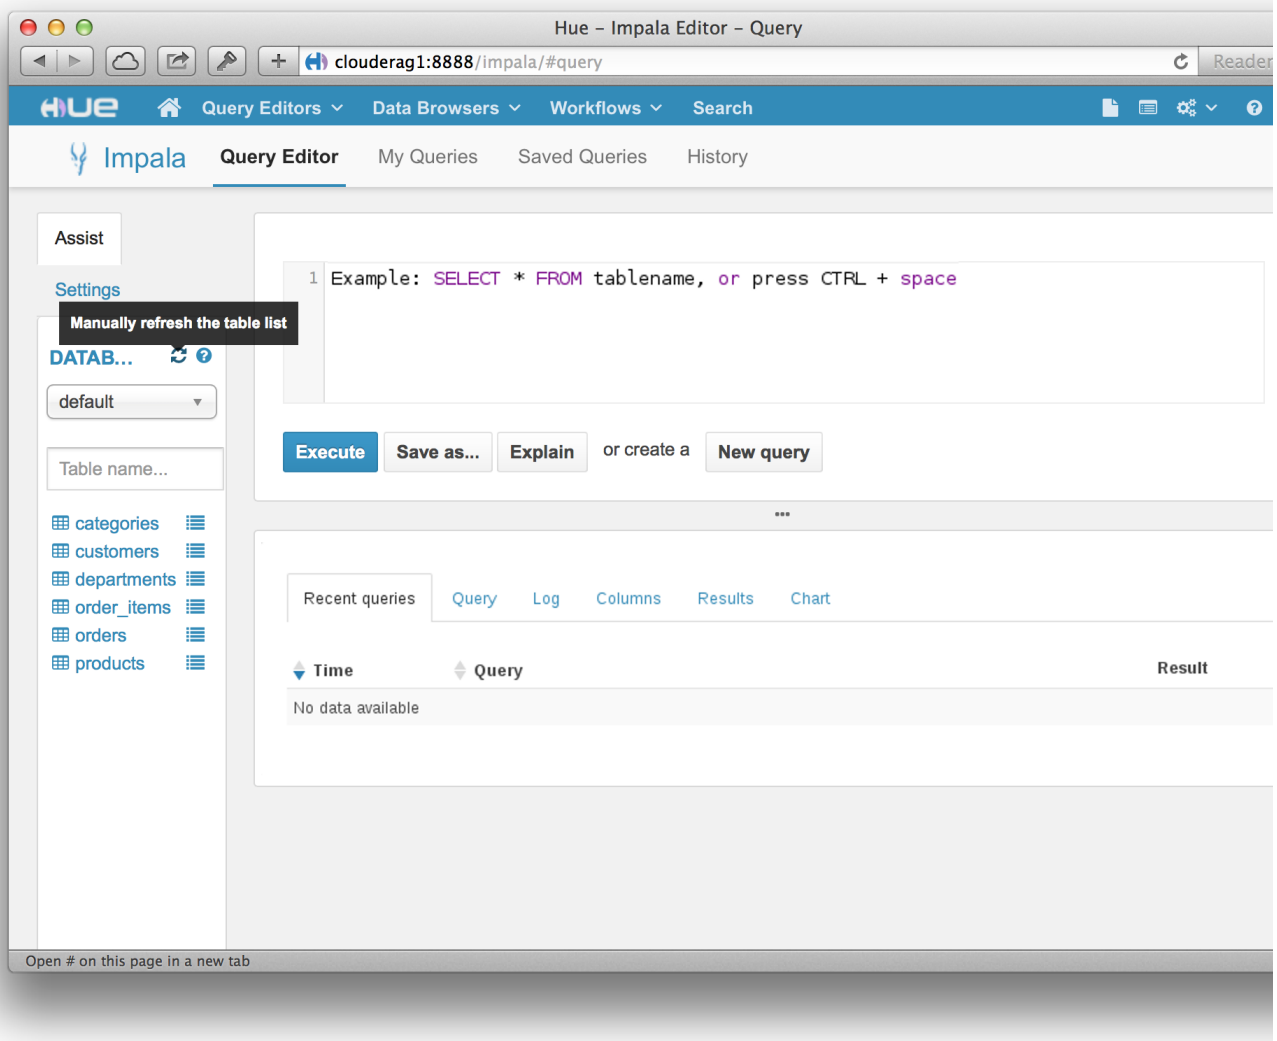 Hue – Impala Editor – Query
clouderag1:8888/impala/#query
Reader
HUE Query Editors Data Browsers Workflows Search
Impala Query Editor My Queries Saved Queries History
Assist
Settings
Manually refresh the table list
DATAB...
default
Table name...
categories
customers
departments
order_items
orders
products
1 Example: SELECT * FROM tablename, or press CTRL + space
Execute Save as... Explain or create a New query
Recent queries Query Log Columns Results Chart
Time Query Result
No data available
Open # on this page in a new tab